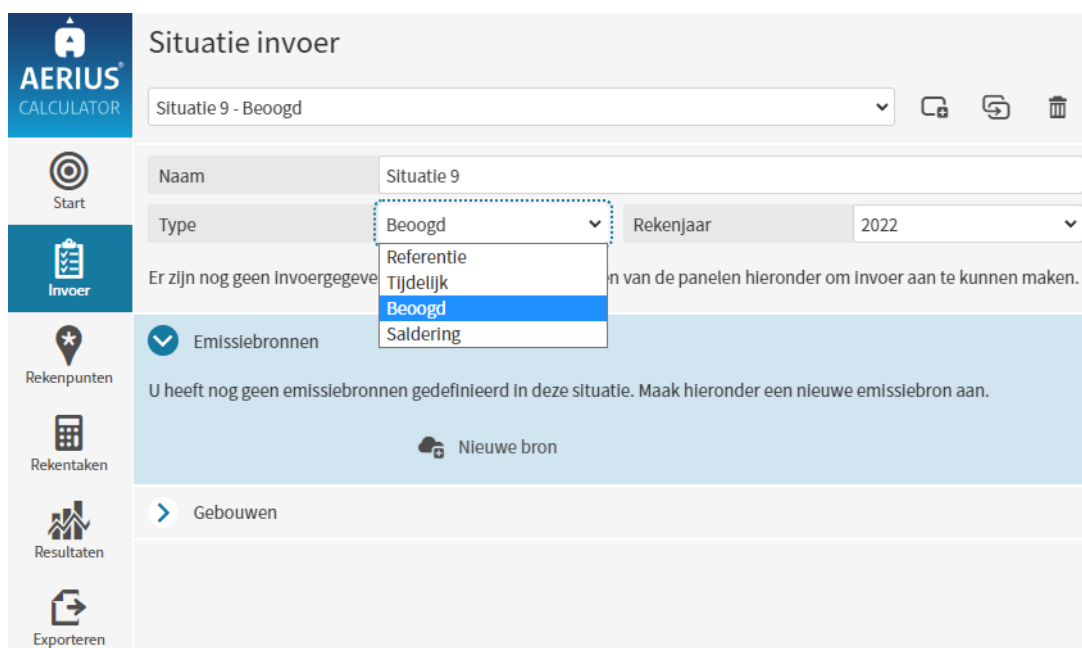 AERIUS®
CALCULATOR
Start
Invoer
Rekenpunten
Rekentaken
Resultaten
Exporteren
Situatie invoer
Situatie 9 - Beoogd
Naam Situatie 9
Type Beoogd Rekenjaar 2022
Referentie
Tijdelijk
Beoogd
Saldering
Er zijn nog geen van de panelen hieronder om invoer aan te kunnen maken.
Emissiebronnen
U heeft nog geen emissiebronnen gedefinieerd in deze situatie. Maak hieronder een nieuwe emissiebron aan.
Nieuwe bron
Gebouwen